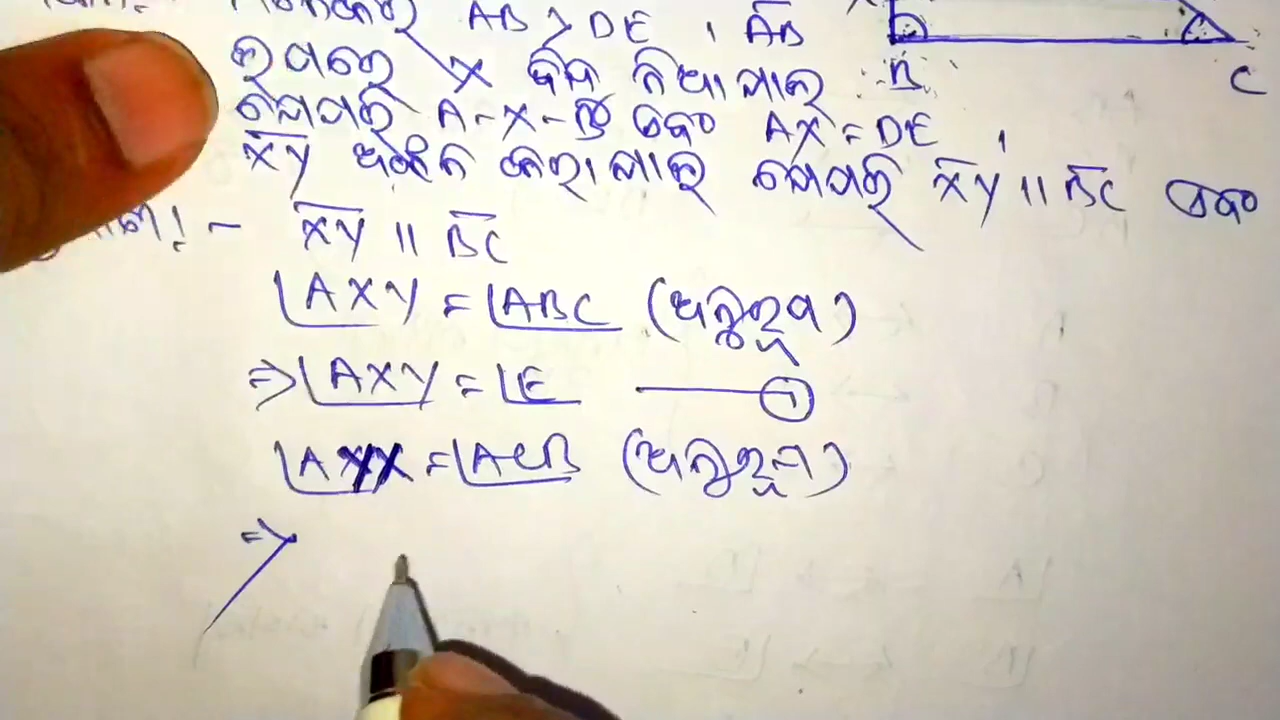 AB > DE । AB
ଉପରେ X ବିନ୍ଦୁ ନିଆଯାଉ B C
ଯେପରି A-X-B ଏବଂ AX = DE ।
XY ଅଙ୍କନ କରାଯାଉ ଯେପରି XY || BC ଏବଂ
XY || BC
∠AXY = ∠ABC (ଅନୁରୂପ)
⇒ ∠AXY = ∠E ——— ①
∠AYX = ∠ACB (ଅନୁରୂପ)
⇒